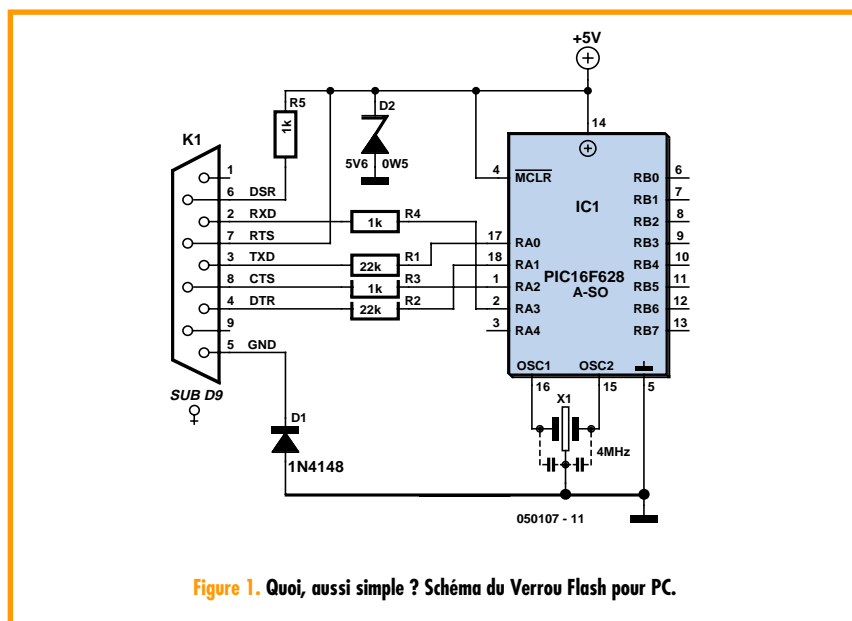 +5V
R5
1k
D2
5V6 0W5
K1
1
6 DSR
2 RXD
7 RTS
3 TXD
8 CTS
4 DTR
9
5 GND
1k R4
22k R1
1k R3
22k R2
SUB D9
D1
1N4148
14
4 MCLR
IC1
17 RA0
18 RA1
1 RA2
2 RA3
3 RA4
PIC16F628
A-SO
RB0 6
RB1 7
RB2 8
RB3 9
RB4 10
RB5 11
RB6 12
RB7 13
OSC1 OSC2
16 15 5
X1
4MHz
050107 - 11
Figure 1. Quoi, aussi simple ? Schéma du Verrou Flash pour PC.